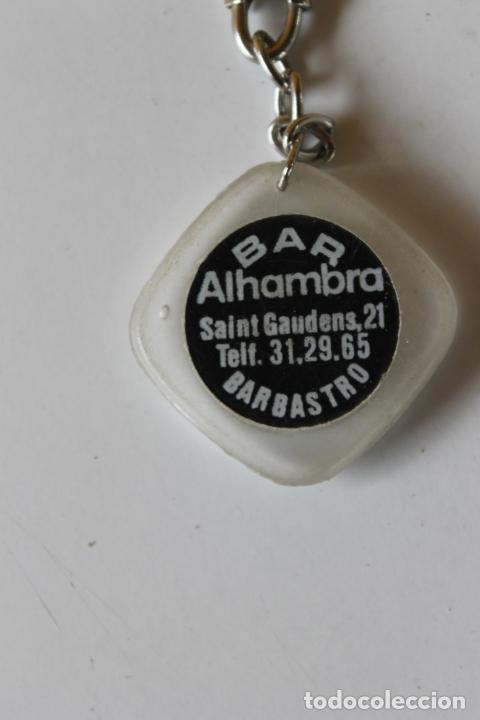 BAR
Alhambra
Saint Gaudens,21
Telf. 31.29.65
BARBASTRO
todocoleccion